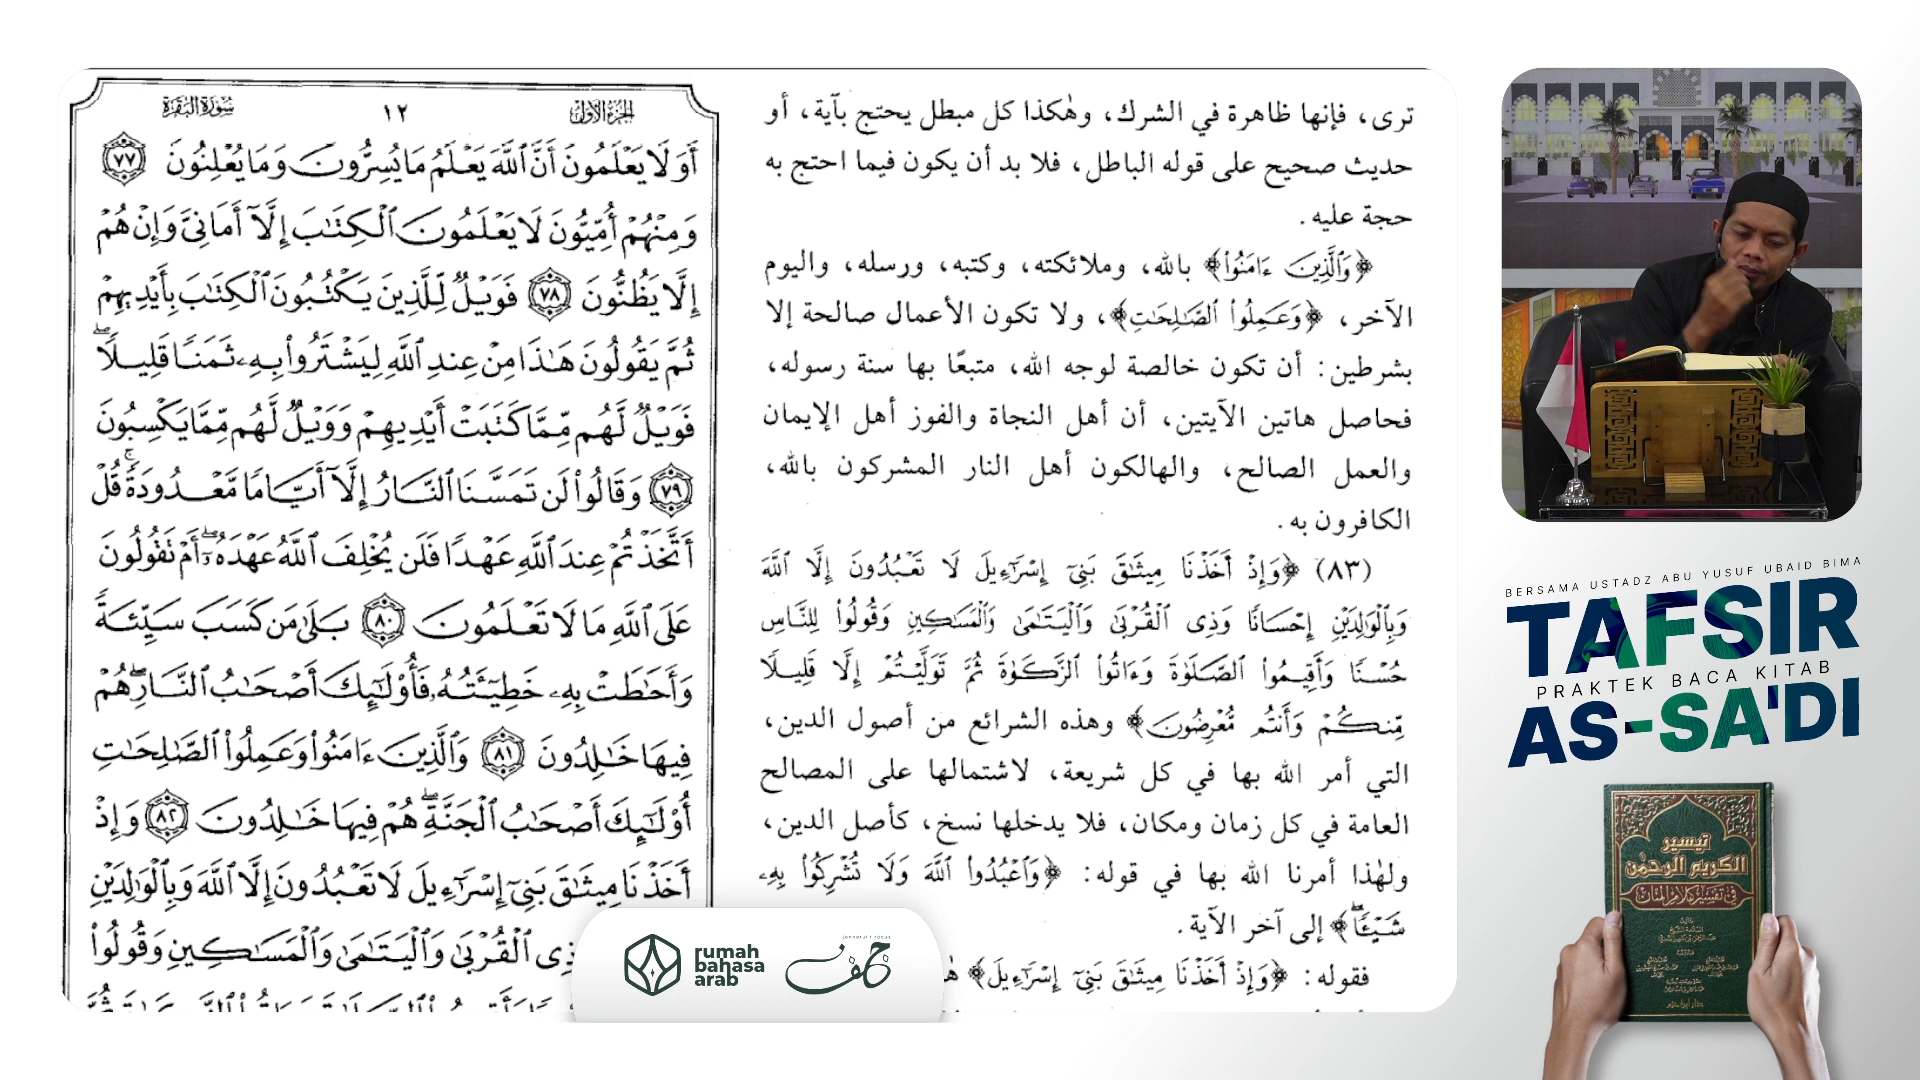 الجزء الأول
١٢
سورة البقرة
أَوَلَا يَعْلَمُونَ أَنَّ ٱللَّهَ يَعْلَمُ مَا يُسِرُّونَ وَمَا يُعْلِنُونَ ٧٧
وَمِنْهُمْ أُمِّيُّونَ لَا يَعْلَمُونَ ٱلْكِتَٰبَ إِلَّآ أَمَانِىَّ وَإِنْ هُمْ
إِلَّا يَظُنُّونَ ٧٨ فَوَيْلٌ لِّلَّذِينَ يَكْتُبُونَ ٱلْكِتَٰبَ بِأَيْدِيهِمْ
ثُمَّ يَقُولُونَ هَٰذَا مِنْ عِندِ ٱللَّهِ لِيَشْتَرُوا۟ بِهِۦ ثَمَنًا قَلِيلًا ۖ
فَوَيْلٌ لَّهُم مِّمَّا كَتَبَتْ أَيْدِيهِمْ وَوَيْلٌ لَّهُم مِّمَّا يَكْسِبُونَ
٧٩ وَقَالُوا۟ لَن تَمَسَّنَا ٱلنَّارُ إِلَّآ أَيَّامًا مَّعْدُودَةً ۚ قُلْ
أَتَّخَذْتُمْ عِندَ ٱللَّهِ عَهْدًا فَلَن يُخْلِفَ ٱللَّهُ عَهْدَهُۥٓ ۖ أَمْ تَقُولُونَ
عَلَى ٱللَّهِ مَا لَا تَعْلَمُونَ ٨٠ بَلَىٰ مَن كَسَبَ سَيِّئَةً
وَأَحَٰطَتْ بِهِۦ خَطِيٓـَٔتُهُۥ فَأُو۟لَٰٓئِكَ أَصْحَٰبُ ٱلنَّارِ ۖ هُمْ
فِيهَا خَٰلِدُونَ ٨١ وَٱلَّذِينَ ءَامَنُوا۟ وَعَمِلُوا۟ ٱلصَّٰلِحَٰتِ
أُو۟لَٰٓئِكَ أَصْحَٰبُ ٱلْجَنَّةِ ۖ هُمْ فِيهَا خَٰلِدُونَ ٨٢ وَإِذْ
أَخَذْنَا مِيثَٰقَ بَنِىٓ إِسْرَٰٓءِيلَ لَا تَعْبُدُونَ إِلَّا ٱللَّهَ وَبِٱلْوَٰلِدَيْنِ
ذِى ٱلْقُرْبَىٰ وَٱلْيَتَٰمَىٰ وَٱلْمَسَٰكِينِ وَقُولُوا۟
ترى، فإنها ظاهرة في الشرك، وهٰكذا كل مبطل يحتج بآية، أو
حديث صحيح على قوله الباطل، فلا بد أن يكون فيما احتج به
حجة عليه.
﴿وَٱلَّذِينَ ءَامَنُوا۟﴾ بالله، وملائكته، وكتبه، ورسله، واليوم
الآخر، ﴿وَعَمِلُوا۟ ٱلصَّٰلِحَٰتِ﴾، ولا تكون الأعمال صالحة إلا
بشرطين: أن تكون خالصة لوجه الله، متبعًا بها سنة رسوله،
فحاصل هاتين الآيتين، أن أهل النجاة والفوز أهل الإيمان
والعمل الصالح، والهالكون أهل النار المشركون بالله،
الكافرون به.
(٨٣) ﴿وَإِذْ أَخَذْنَا مِيثَٰقَ بَنِىٓ إِسْرَٰٓءِيلَ لَا تَعْبُدُونَ إِلَّا ٱللَّهَ
وَبِٱلْوَٰلِدَيْنِ إِحْسَانًا وَذِى ٱلْقُرْبَىٰ وَٱلْيَتَٰمَىٰ وَٱلْمَسَٰكِينِ وَقُولُوا۟ لِلنَّاسِ
حُسْنًا وَأَقِيمُوا۟ ٱلصَّلَوٰةَ وَءَاتُوا۟ ٱلزَّكَوٰةَ ثُمَّ تَوَلَّيْتُمْ إِلَّا قَلِيلًا
مِّنكُمْ وَأَنتُم مُّعْرِضُونَ﴾ وهذه الشرائع من أصول الدين،
التي أمر الله بها في كل شريعة، لاشتمالها على المصالح
العامة في كل زمان ومكان، فلا يدخلها نسخ، كأصل الدين،
ولهٰذا أمرنا الله بها في قوله: ﴿وَٱعْبُدُوا۟ ٱللَّهَ وَلَا تُشْرِكُوا۟ بِهِۦ
شَيْـًٔا ۖ﴾ إلى آخر الآية.
فقوله: ﴿وَإِذْ أَخَذْنَا مِيثَٰقَ بَنِىٓ إِسْرَٰٓءِيلَ﴾
rumah
bahasa
arab
BERSAMA USTADZ ABU YUSUF UBAID BIMA
TAFSIR
PRAKTEK BACA KITAB
AS-SA'DI
تيسير
الكريم الرحمن
في تفسير كلام المنان